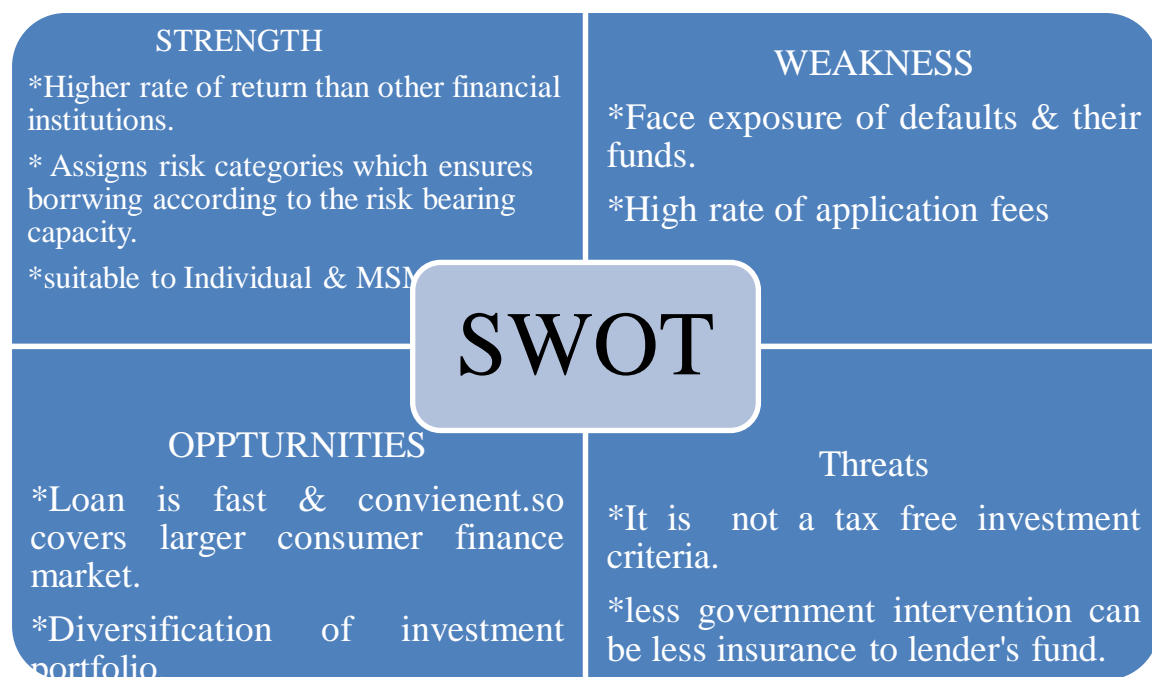 STRENGTH
*Higher rate of return than other financial
institutions.
* Assigns risk categories which ensures
borrwing according to the risk bearing
capacity.
*suitable to Individual &
WEAKNESS
*Face exposure of defaults & their
funds.
*High rate of application fees
SWOT
OPPTURNITIES
*Loan is fast & convienent.so
covers larger consumer finance
market.
*Diversification of investment
portfolio
Threats
*It is not a tax free investment
criteria.
*less government intervention can
be less insurance to lender's fund.